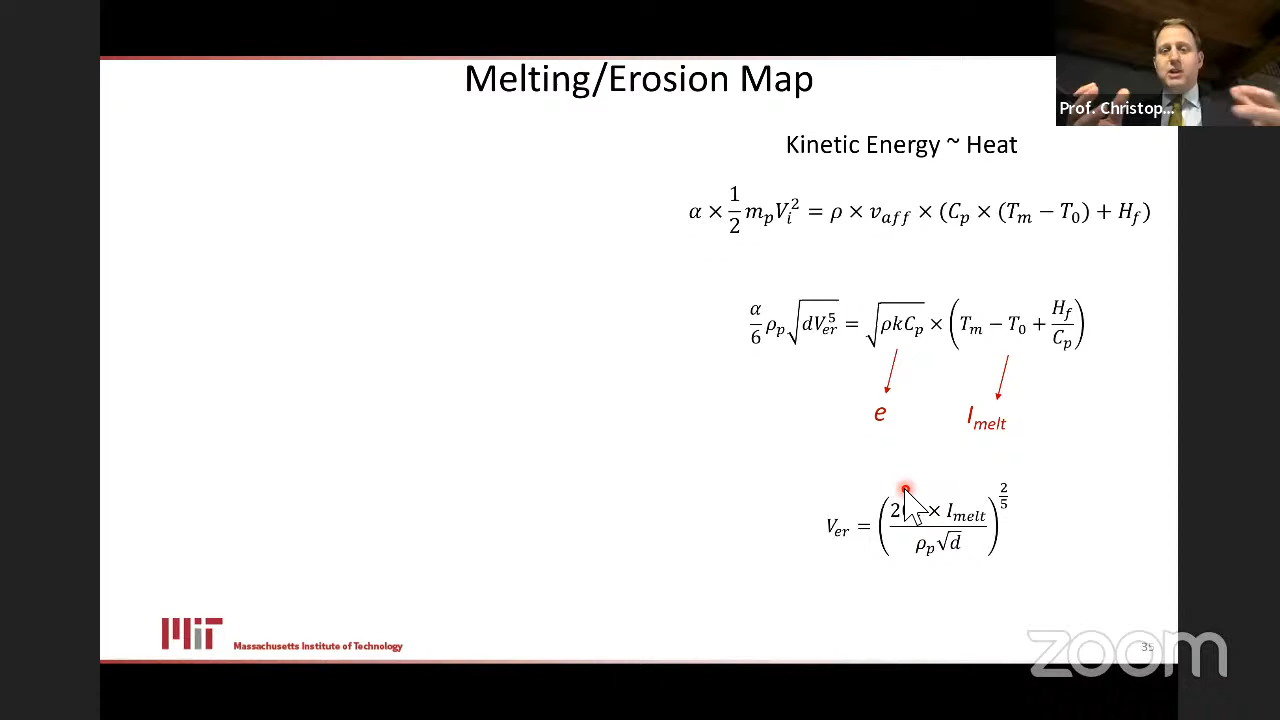 Melting/Erosion Map
Prof. Christop...
Kinetic Energy ~ Heat
α × 1/2 m_p V_i^2 = ρ × v_aff × (C_p × (T_m − T_0) + H_f)
α/6 ρ_p √(dV_er^5) = √(ρkC_p) × (T_m − T_0 + H_f/C_p)
e
I_melt
V_er = (2 × I_melt / ρ_p √d)^(2/5)
MIT
Massachusetts Institute of Technology
zoom